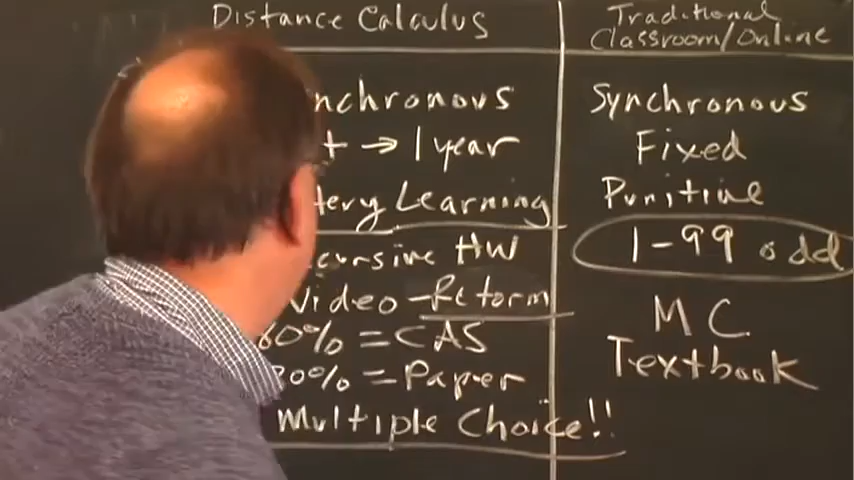 Distance Calculus
Traditional
Classroom/Online
nchronous
+ → 1 year
tery Learning
cursive HW
Video - Reform
60% = CAS
30% = Paper
Multiple Choice!!
Synchronous
Fixed
Punitive
1-99 odd
MC
Textbook